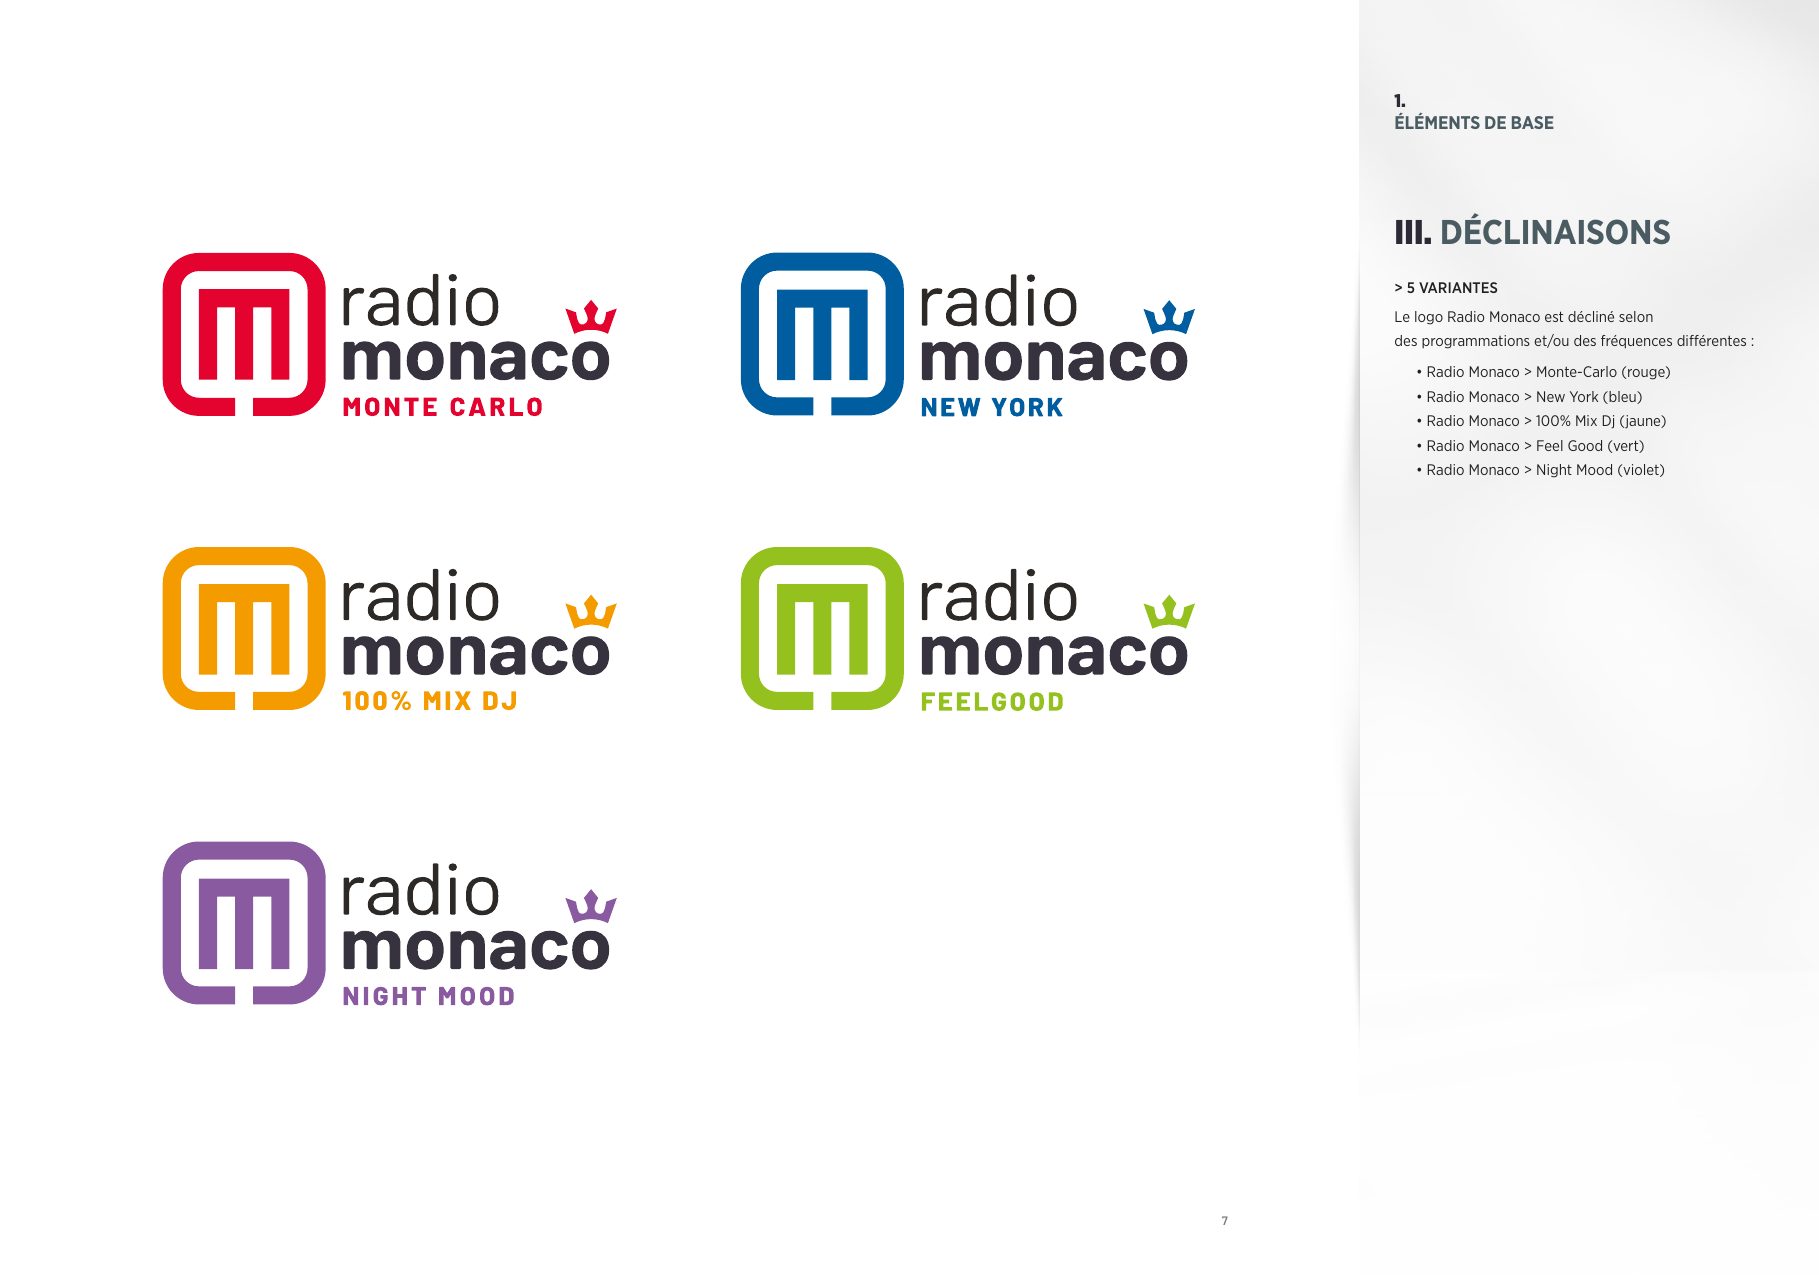 radio
monaco
MONTE CARLO
radio
monaco
NEW YORK
radio
monaco
100% MIX DJ
radio
monaco
FEELGOOD
radio
monaco
NIGHT MOOD
7
1.
ÉLÉMENTS DE BASE
III. DÉCLINAISONS
> 5 VARIANTES
Le logo Radio Monaco est décliné selon
des programmations et/ou des fréquences différentes :
• Radio Monaco > Monte-Carlo (rouge)
• Radio Monaco > New York (bleu)
• Radio Monaco > 100% Mix Dj (jaune)
• Radio Monaco > Feel Good (vert)
• Radio Monaco > Night Mood (violet)